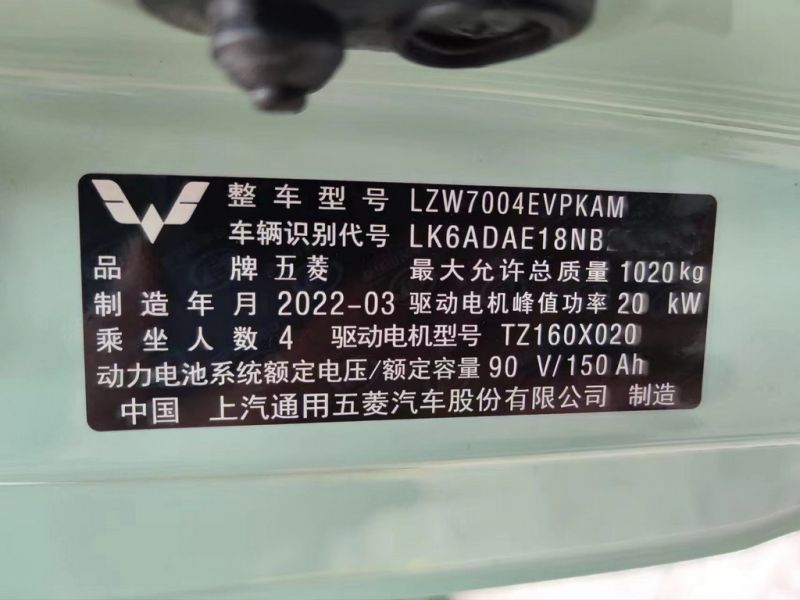 整车型号 LZW7004EVPKAM
车辆识别代号 LK6ADAE18NB
品牌 五菱 最大允许总质量 1020kg
制造年月 2022-03 驱动电机峰值功率 20 kW
乘坐人数 4 驱动电机型号 TZ160X020
动力电池系统额定电压/额定容量 90 V/150 Ah
中国 上汽通用五菱汽车股份有限公司 制造